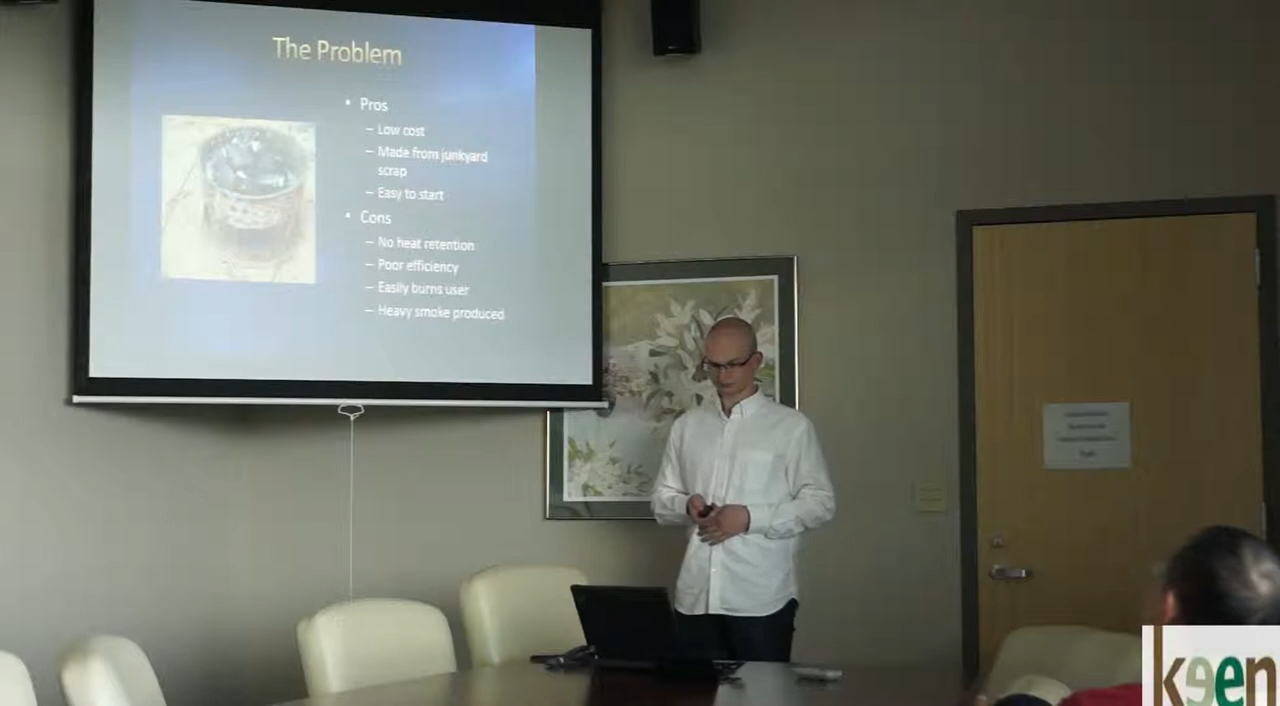 The Problem
• Pros
– Low cost
– Made from junkyard
scrap
– Easy to start
• Cons
– No heat retention
– Poor efficiency
– Easily burns user
– Heavy smoke produced
keen